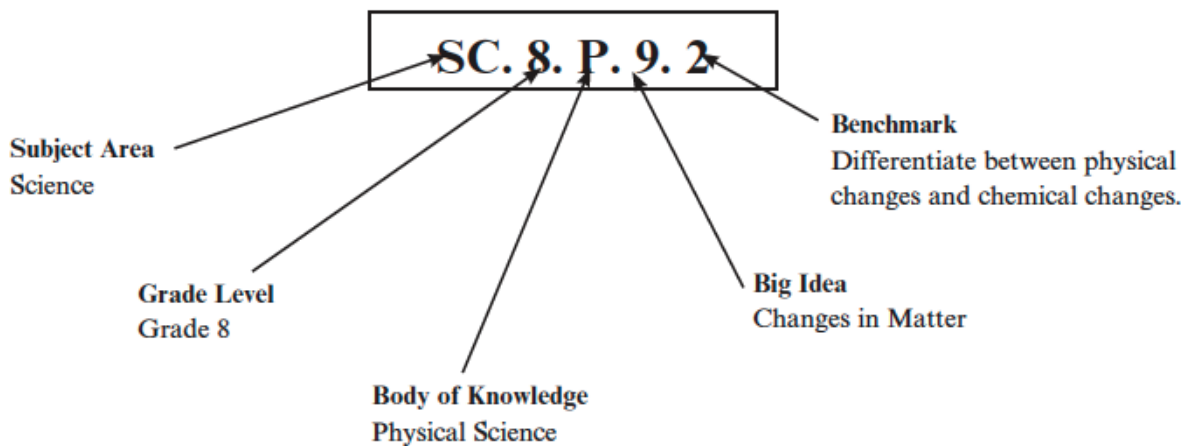 SC. 8. P. 9. 2
Subject Area
Science
Benchmark
Differentiate between physical
changes and chemical changes.
Grade Level
Grade 8
Big Idea
Changes in Matter
Body of Knowledge
Physical Science